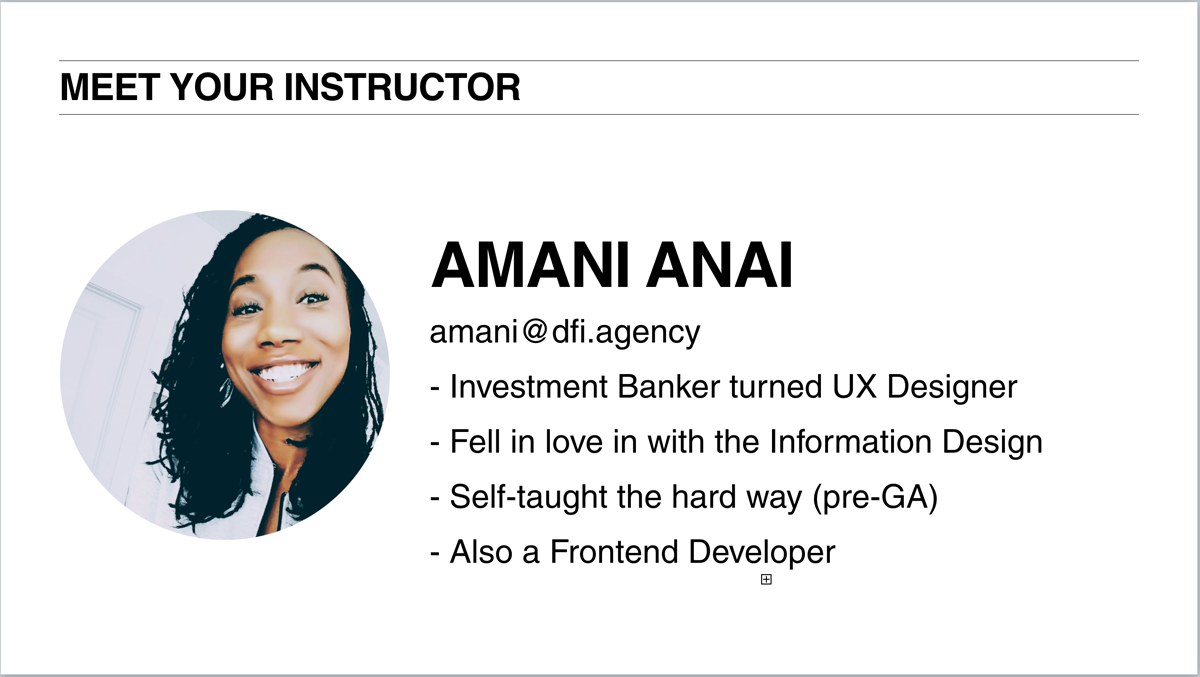 MEET YOUR INSTRUCTOR
AMANI ANAI
amani@dfi.agency
- Investment Banker turned UX Designer
- Fell in love in with the Information Design
- Self-taught the hard way (pre-GA)
- Also a Frontend Developer